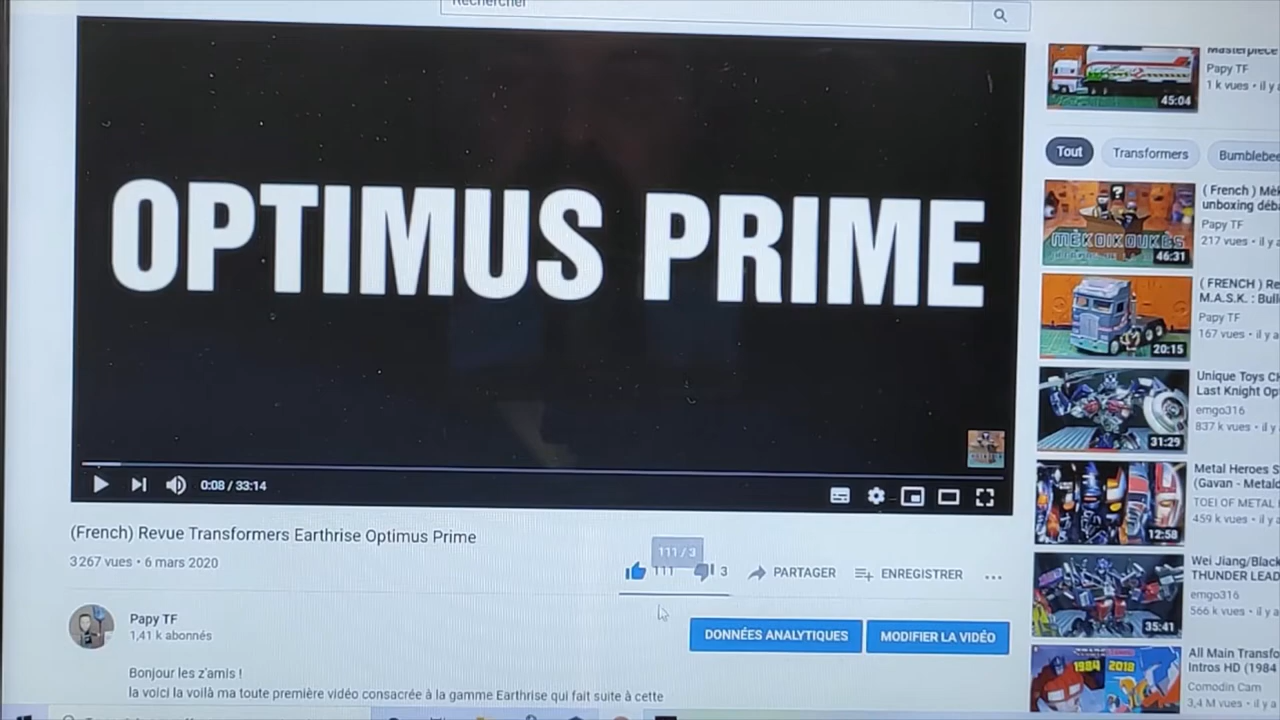 Rechercher
OPTIMUS PRIME
0:08 / 33:14
(French) Revue Transformers Earthrise Optimus Prime
3 267 vues • 6 mars 2020
111 / 3
111
3
PARTAGER
ENREGISTRER
Papy TF
1,41 k abonnés
DONNÉES ANALYTIQUES
MODIFIER LA VIDÉO
Bonjour les z'amis !
la voici la voilà ma toute première vidéo consacrée à la gamme Earthrise qui fait suite à cette
Masterpiece
Papy TF
1 k vues • il y a
45:04
Tout
Transformers
Bumblebee
( French ) Mék
unboxing déba
Papy TF
217 vues • il y a
MÉKOIKOUKES
46:31
( FRENCH ) Re
M.A.S.K. : Bull
Papy TF
167 vues • il y a
20:15
Unique Toys Ch
Last Knight Op
emgo316
837 k vues • il y
31:29
Metal Heroes S
(Gavan - Metalc
TOEI OF METAL
459 k vues • il y
12:58
Wei Jiang/Black
THUNDER LEAD
emgo316
566 k vues • il y
35:41
All Main Transfo
Intros HD (1984
Comodin Cam
3,4 M vues • il y
1984 2018